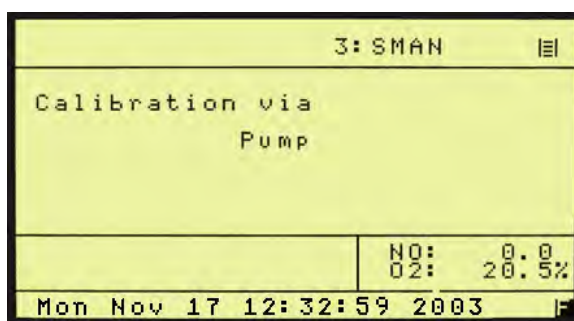 3: SMAN
Calibration via
Pump
NO: 0.0
O2: 20.5%
Mon Nov 17 12:32:59 2003